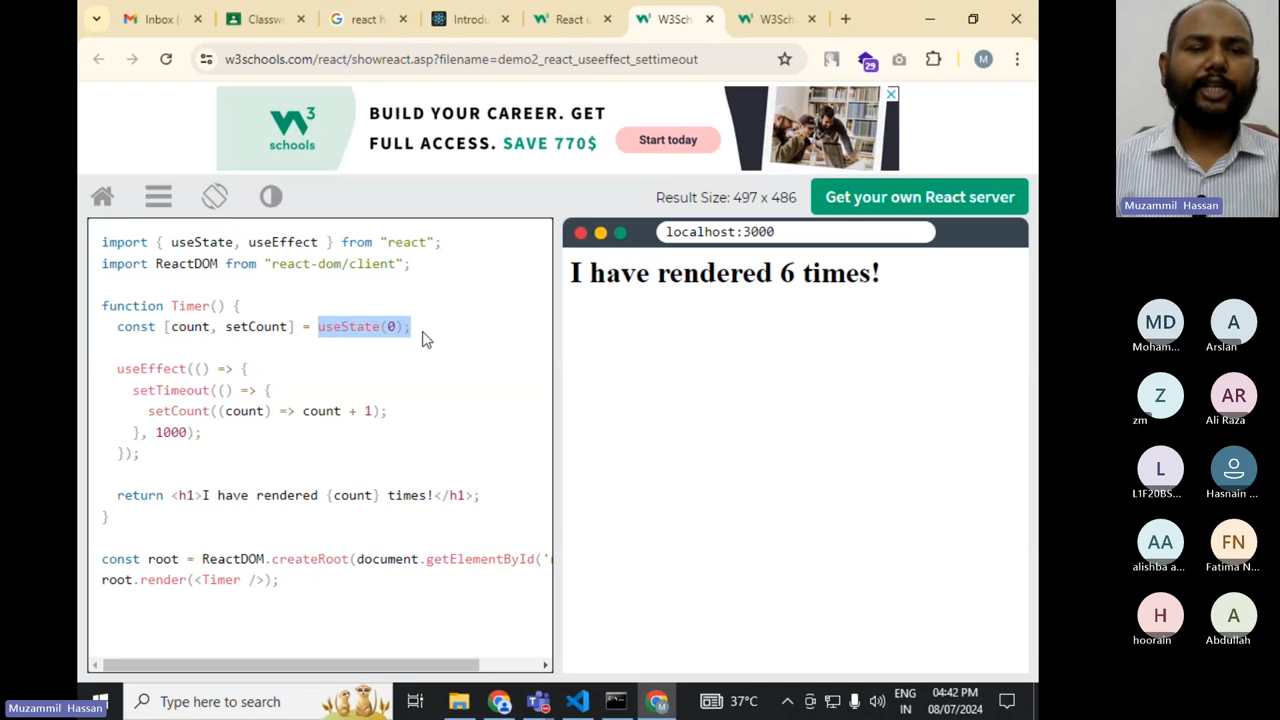 Inbox (
Classw
react h
Introdu
React u
W3Sch
W3Sch
w3schools.com/react/showreact.asp?filename=demo2_react_useeffect_settimeout
29
M
W3
schools
BUILD YOUR CAREER. GET
FULL ACCESS. SAVE 770$
Start today
Result Size: 497 x 486
Get your own React server
import { useState, useEffect } from "react";
import ReactDOM from "react-dom/client";
function Timer() {
const [count, setCount] = useState(0);
useEffect(() => {
setTimeout(() => {
setCount((count) => count + 1);
}, 1000);
});
return <h1>I have rendered {count} times!</h1>;
}
const root = ReactDOM.createRoot(document.getElementById('
root.render(<Timer />);
localhost:3000
I have rendered 6 times!
Muzammil Hassan
MD
Moham...
A
Arslan
Z
zm
AR
Ali Raza
L
L1F20BS...
Hasnain ...
AA
alishba a...
FN
Fatima N...
H
hoorain
A
Abdullah
Muzammil Hassan
Type here to search
37°C
ENG
IN
04:42 PM
08/07/2024